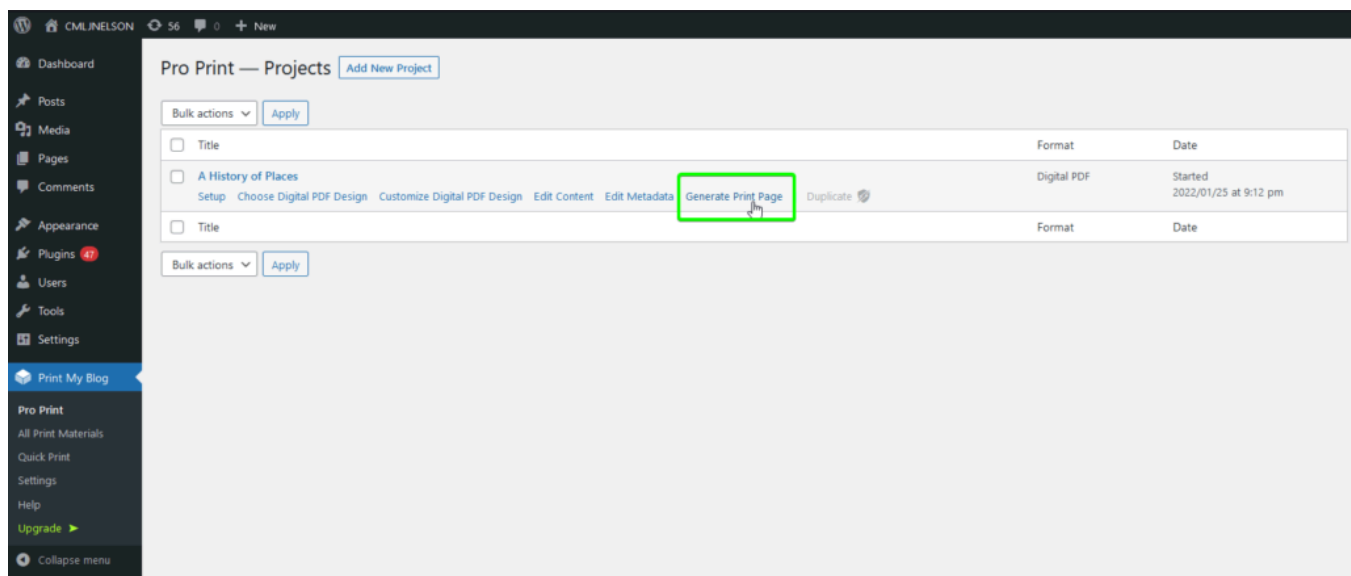 CMLJNELSON 56 0 + New
Dashboard
Posts
Media
Pages
Comments
Appearance
Plugins 47
Users
Tools
Settings
Print My Blog
Pro Print
All Print Materials
Quick Print
Settings
Help
Upgrade ➤
Collapse menu
Pro Print — Projects Add New Project
Bulk actions Apply
Title Format Date
A History of Places Digital PDF Started
Setup Choose Digital PDF Design Customize Digital PDF Design Edit Content Edit Metadata Generate Print Page Duplicate 2022/01/25 at 9:12 pm
Title Format Date
Bulk actions Apply